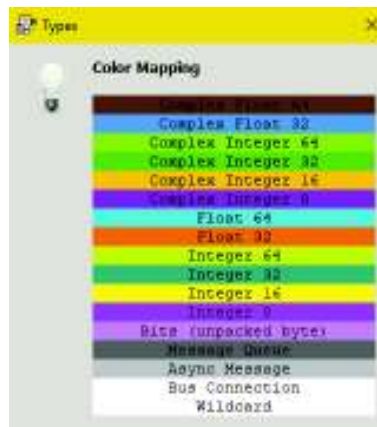 Types
Color Mapping
Complex Float 64
Complex Float 32
Complex Integer 64
Complex Integer 32
Complex Integer 16
Complex Integer 8
Float 64
Float 32
Integer 64
Integer 32
Integer 16
Integer 8
Bits (unpacked byte)
Message Queue
Async Message
Bus Connection
Wildcard